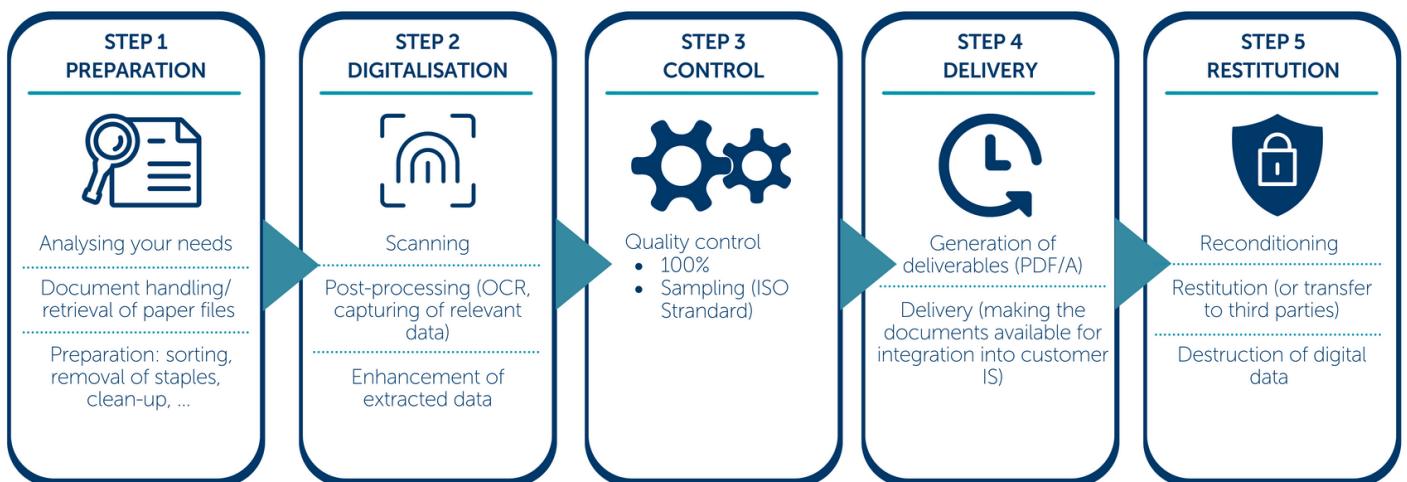 STEP 1
PREPARATION
Analysing your needs
Document handling/
retrieval of paper files
Preparation: sorting,
removal of staples,
clean-up, ...
STEP 2
DIGITALISATION
Scanning
Post-processing (OCR,
capturing of relevant
data)
Enhancement of
extracted data
STEP 3
CONTROL
Quality control
• 100%
• Sampling (ISO
Standard)
STEP 4
DELIVERY
Generation of
deliverables (PDF/A)
Delivery (making the
documents available for
integration into customer
IS)
STEP 5
RESTITUTION
Reconditioning
Restitution (or transfer
to third parties)
Destruction of digital
data